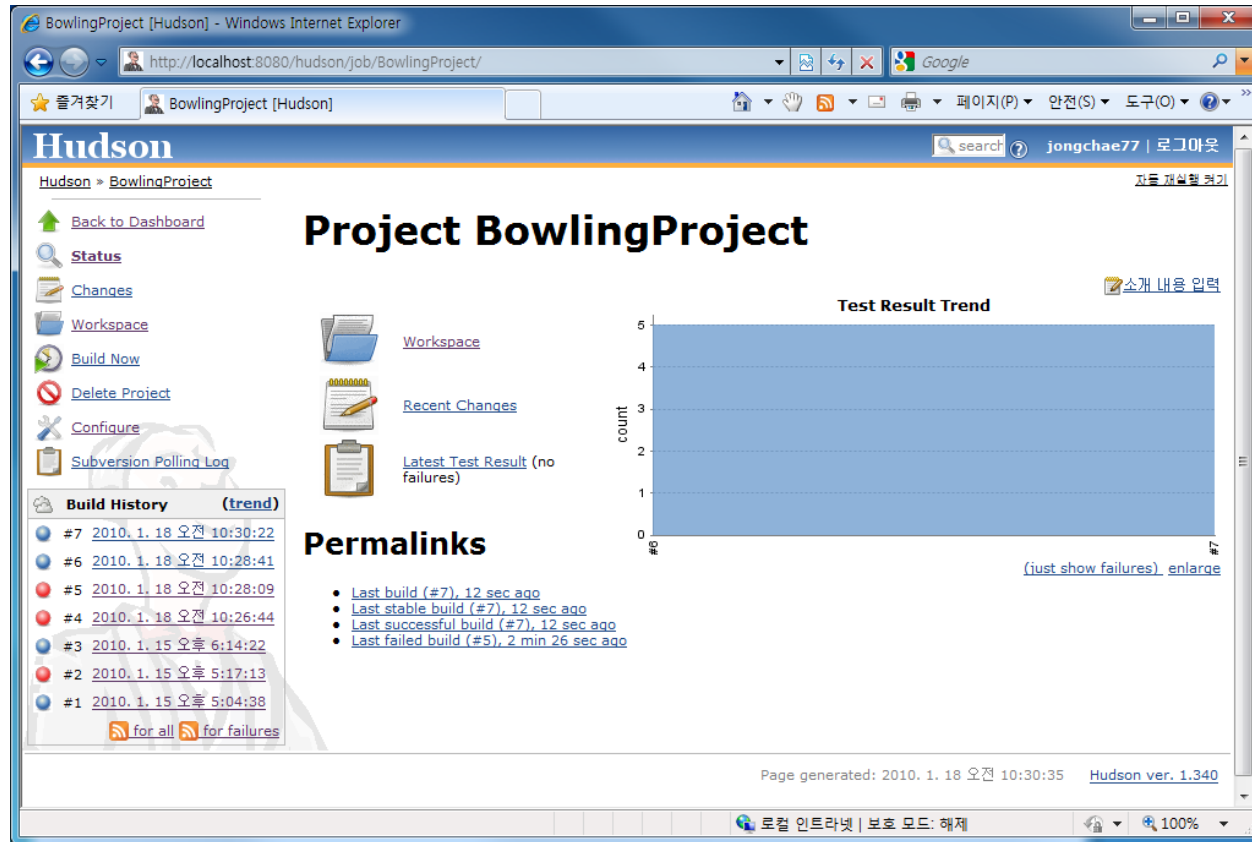 BowlingProject [Hudson] - Windows Internet Explorer
http://localhost:8080/hudson/job/BowlingProject/
Google
즐겨찾기
BowlingProject [Hudson]
페이지(P)
안전(S)
도구(O)
Hudson
search
jongchae77 | 로그아웃
Hudson » BowlingProject
자동 재실행 켜기
Back to Dashboard
Status
Changes
Workspace
Build Now
Delete Project
Configure
Subversion Polling Log
Build History (trend)
#7 2010. 1. 18 오전 10:30:22
#6 2010. 1. 18 오전 10:28:41
#5 2010. 1. 18 오전 10:28:09
#4 2010. 1. 18 오전 10:26:44
#3 2010. 1. 15 오후 6:14:22
#2 2010. 1. 15 오후 5:17:13
#1 2010. 1. 15 오후 5:04:38
for all for failures
Project BowlingProject
소개 내용 입력
Workspace
Recent Changes
Latest Test Result (no
failures)
Test Result Trend
count
5
4
3
2
1
0
#6
#7
(just show failures) enlarge
Permalinks
Last build (#7), 12 sec ago
Last stable build (#7), 12 sec ago
Last successful build (#7), 12 sec ago
Last failed build (#5), 2 min 26 sec ago
Page generated: 2010. 1. 18 오전 10:30:35
Hudson ver. 1.340
로컬 인트라넷 | 보호 모드: 해제
100%